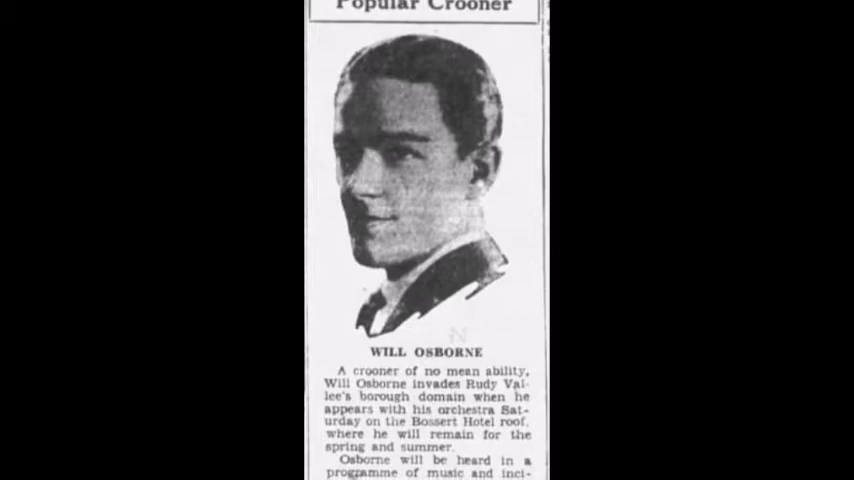 Popular Crooner
WILL OSBORNE
A crooner of no mean ability,
Will Osborne invades Rudy Val-
lee's borough domain when he
appears with his orchestra Sat-
urday on the Bossert Hotel roof,
where he will remain for the
spring and summer.
Osborne will be heard in a
programme of music and inci-